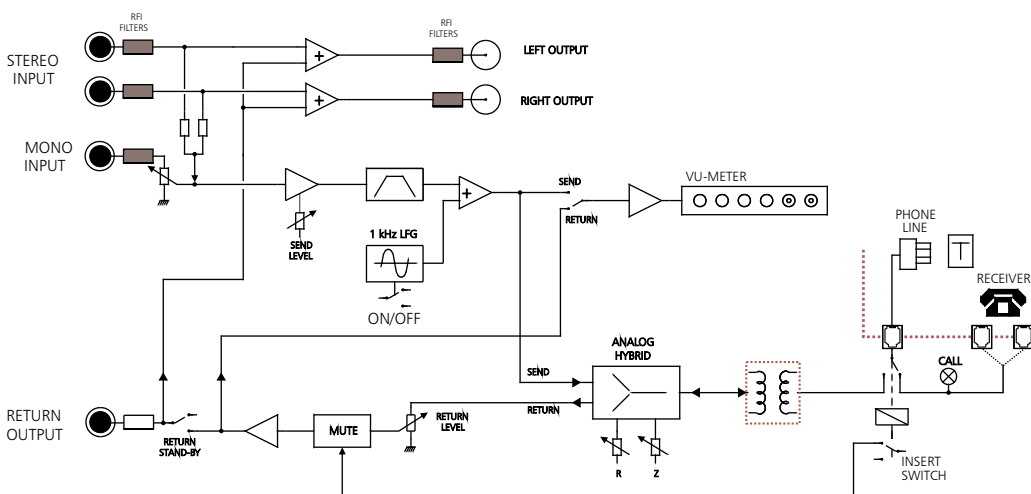 RFI
FILTERS
RFI
FILTERS
STEREO
INPUT
LEFT OUTPUT
RIGHT OUTPUT
MONO
INPUT
SEND
VU-METER
RETURN
PHONE
LINE
T
1 kHz LFG
SEND
LEVEL
RECEIVER
ON/OFF
ANALOG
HYBRID
CALL
SEND
RETURN
RETURN
OUTPUT
RETURN
STAND-BY
MUTE
RETURN
LEVEL
R
Z
INSERT
SWITCH